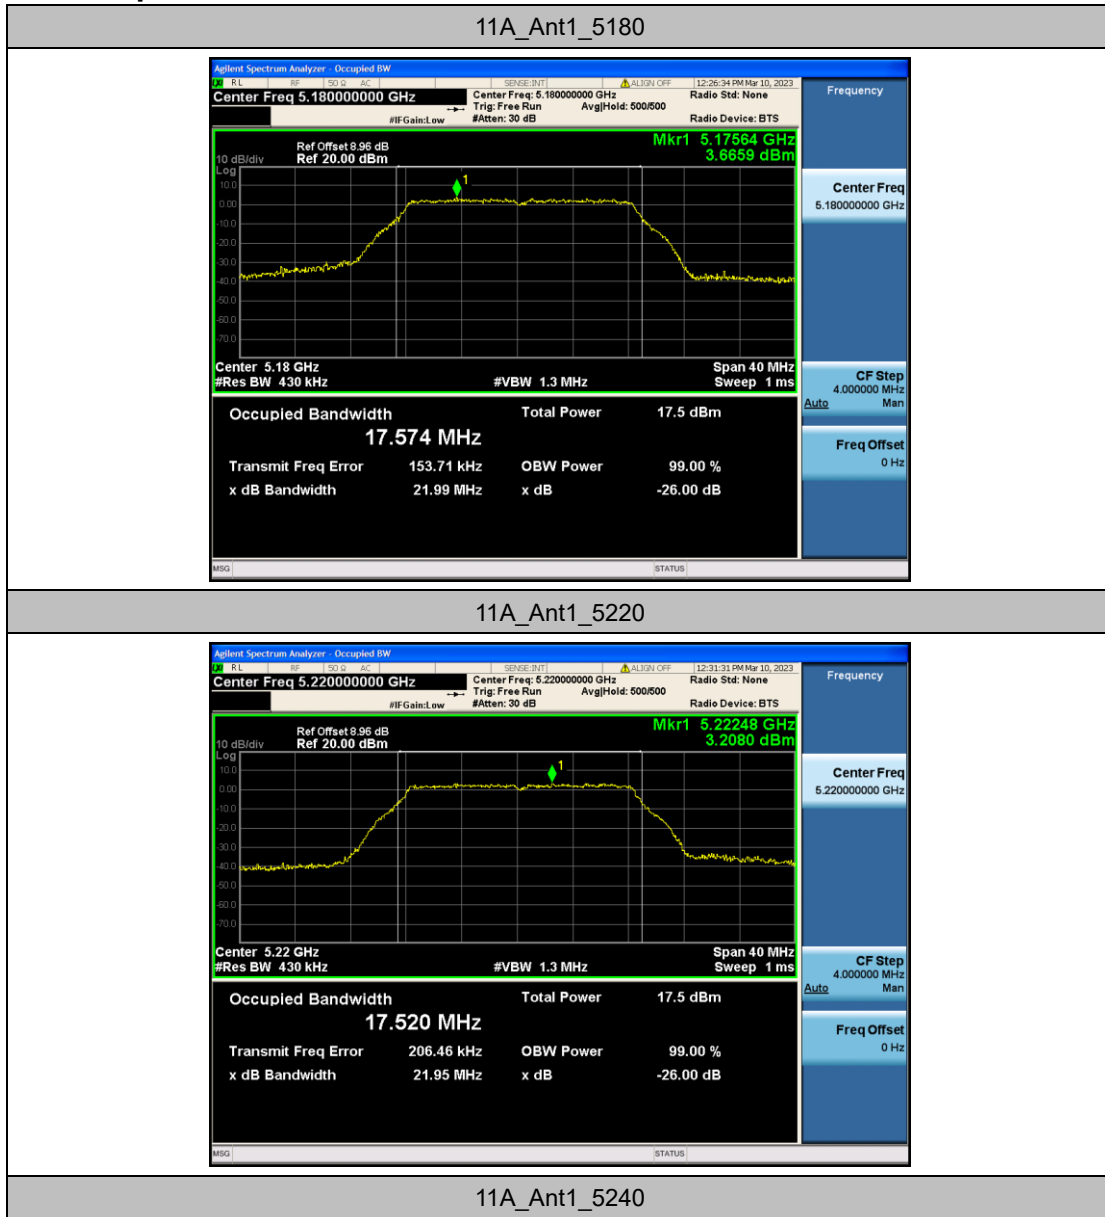 11A_Ant1_5180
Agilent Spectrum Analyzer - Occupied BW
RL RF 50 Ω AC SENSE:INT ALIGN OFF 12:26:34 PM Mar 10, 2023
Center Freq 5.180000000 GHz Center Freq: 5.180000000 GHz Radio Std: None
Trig: Free Run Avg|Hold: 500/500
#IFGain:Low #Atten: 30 dB Radio Device: BTS
Frequency
Mkr1 5.17564 GHz
3.6659 dBm
Ref Offset 8.96 dB
10 dB/div Ref 20.00 dBm
Log
10.0
0.00
-10.0
-20.0
-30.0
-40.0
-50.0
-60.0
-70.0
1
Center Freq
5.180000000 GHz
Center 5.18 GHz Span 40 MHz
#Res BW 430 kHz #VBW 1.3 MHz Sweep 1 ms
CF Step
4.000000 MHz
Auto Man
Occupied Bandwidth Total Power 17.5 dBm
17.574 MHz
Transmit Freq Error 153.71 kHz OBW Power 99.00 %
x dB Bandwidth 21.99 MHz x dB -26.00 dB
Freq Offset
0 Hz
MSG STATUS
11A_Ant1_5220
Agilent Spectrum Analyzer - Occupied BW
RL RF 50 Ω AC SENSE:INT ALIGN OFF 12:31:31 PM Mar 10, 2023
Center Freq 5.220000000 GHz Center Freq: 5.220000000 GHz Radio Std: None
Trig: Free Run Avg|Hold: 500/500
#IFGain:Low #Atten: 30 dB Radio Device: BTS
Frequency
Mkr1 5.22248 GHz
3.2080 dBm
Ref Offset 8.96 dB
10 dB/div Ref 20.00 dBm
Log
10.0
0.00
-10.0
-20.0
-30.0
-40.0
-50.0
-60.0
-70.0
1
Center Freq
5.220000000 GHz
Center 5.22 GHz Span 40 MHz
#Res BW 430 kHz #VBW 1.3 MHz Sweep 1 ms
CF Step
4.000000 MHz
Auto Man
Occupied Bandwidth Total Power 17.5 dBm
17.520 MHz
Transmit Freq Error 206.46 kHz OBW Power 99.00 %
x dB Bandwidth 21.95 MHz x dB -26.00 dB
Freq Offset
0 Hz
MSG STATUS
11A_Ant1_5240